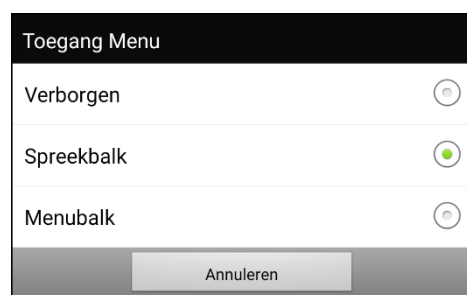 Toegang Menu
Verborgen
Spreekbalk
Menubalk
Annuleren